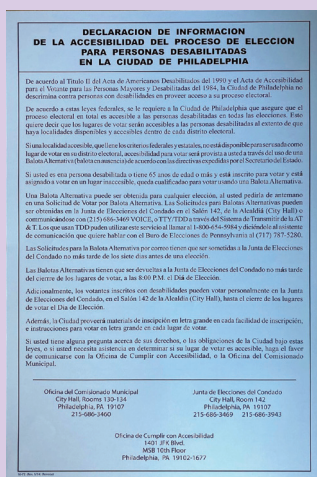 DECLARACION DE INFORMACION
DE LA ACCESIBILIDAD DEL PROCESO DE ELECCION
PARA PERSONAS DESABILITADAS
EN LA CIUDAD DE PHILADELPHIA
De acuerdo al Titulo II del Acta de Americanos Desabilitados del 1990 y el Acta de Accesibilidad
para el Votante para las Personas Mayores y Desabilitadas del 1984, la Ciudad de Philadelphia no
descrimina contra personas con desabilidades en proveer acceso a su proceso electoral.
De acuerdo a estas leyes federales, se le requiere a la Ciudad de Philadelphia que asegure que el
proceso electoral en total es accesible a las personas desabilitadas en todas las elecciones. Esto
quiere decir que los lugares de votar serán accesibles a las personas desabilitadas al extento de que
haya localidades disponibles y accesibles dentro de cada distrito electoral.
Si una localidad accesible, que llene los criterios federales y estatales, no está disponible para ser usada como
lugar de votar en su distrito electoral, accesibilidad para votar será provista a usted a través del uso de una
Balota Alternativa (balota en ausencia) de acuerdo con las directivas expedidas por el Secretario del Estado.
Si usted es una persona desabilitada o tiene 65 años de edad o más y está inscrito para votar y está
asignado a votar en un lugar inaccesible, queda cualificado para votar usando una Balota Alternativa.
Una Balota Alternativa puede ser obtenida para cualquier elección, al usted pedirla de antemano
en una Solicitud de Votar por Balota Alternativa. Las Solicitudes para Balotas Alternativas pueden
ser obtenidas en la Junta de Elecciones del Condado en el Salón 142, de la Alcaldia (City Hall) o
communicándose con (215) 686-3469 VOICE, o TTY/TDD a través del Sistema de Transmitir de la AT
& T. Los que usan TDD puden utilizar este servicio al llamar al 1-800-654-5984 y diciéndole al asistente
de comunicación que quiere hablar con el Buro de Elecciones de Pennsylvania al (717) 787-5280.
Las Solicitudes para la Balota Alternativa por correo tienen que ser sometidas a la Junta de Elecciones
del Condado no más tarde de los siete dias antes de una elección.
Las Balotas Alternativas tienen que ser devueltas a la Junta de Elecciones del Condado no más tarde
del cierre de los lugares de votar, a las 8:00 P.M. el Dia de Elección.
Adicionalmente, los votantes inscritos con desabilidades pueden votar personalmente en la Junta
de Elecciones del Condado, en el Salón 142 de la Alcaldia (City Hall), hasta el cierre de los lugares
de votar el Dia de Elección.
Además, la Ciudad proveerá materials de inscripción en letra grande en cada facilidad de inscripción,
e instrucciones para votar en letra grande en cada lugar de votar.
Si usted tiene alguna pregunta acerca de sus derechos, o las obligaciones de la Ciudad bajo estas
leyes, o si usted necesita asistencia en determinar si su lugar de votar es accesible, haga el favor
de comunicarse con la Oficina de Cumplir con Accesibilidad, o la Oficina del Comisionado
Municipal.
Oficina del Comisionado Municipal
City Hall, Rooms 130-134
Philadelphia, PA 19107
215-686-3460
Junta de Elecciones del Condado
City Hall, Room 142
Philadelphia, PA 19107
215-686-3469 215-686-3943
Oficina de Cumplir con Accesibilidad
1401 JFK Blvd.
MSB 10th Floor
Philadelphia, PA 19102-1677